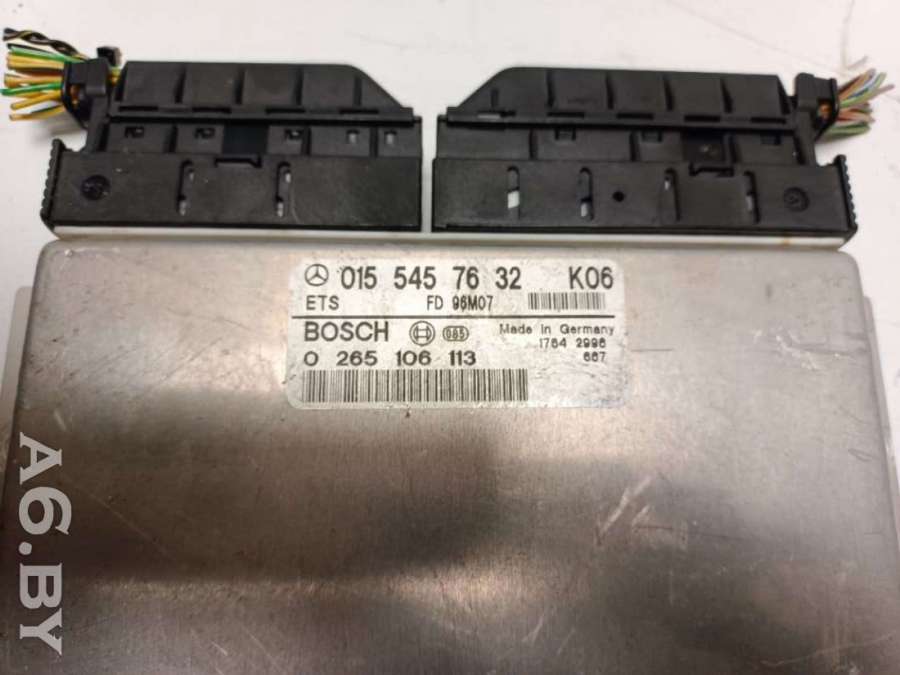 015 545 76 32 K06
ETS FD 96M07
BOSCH 085 Made in Germany
1764 2996
0 265 106 113 667
A6.BY